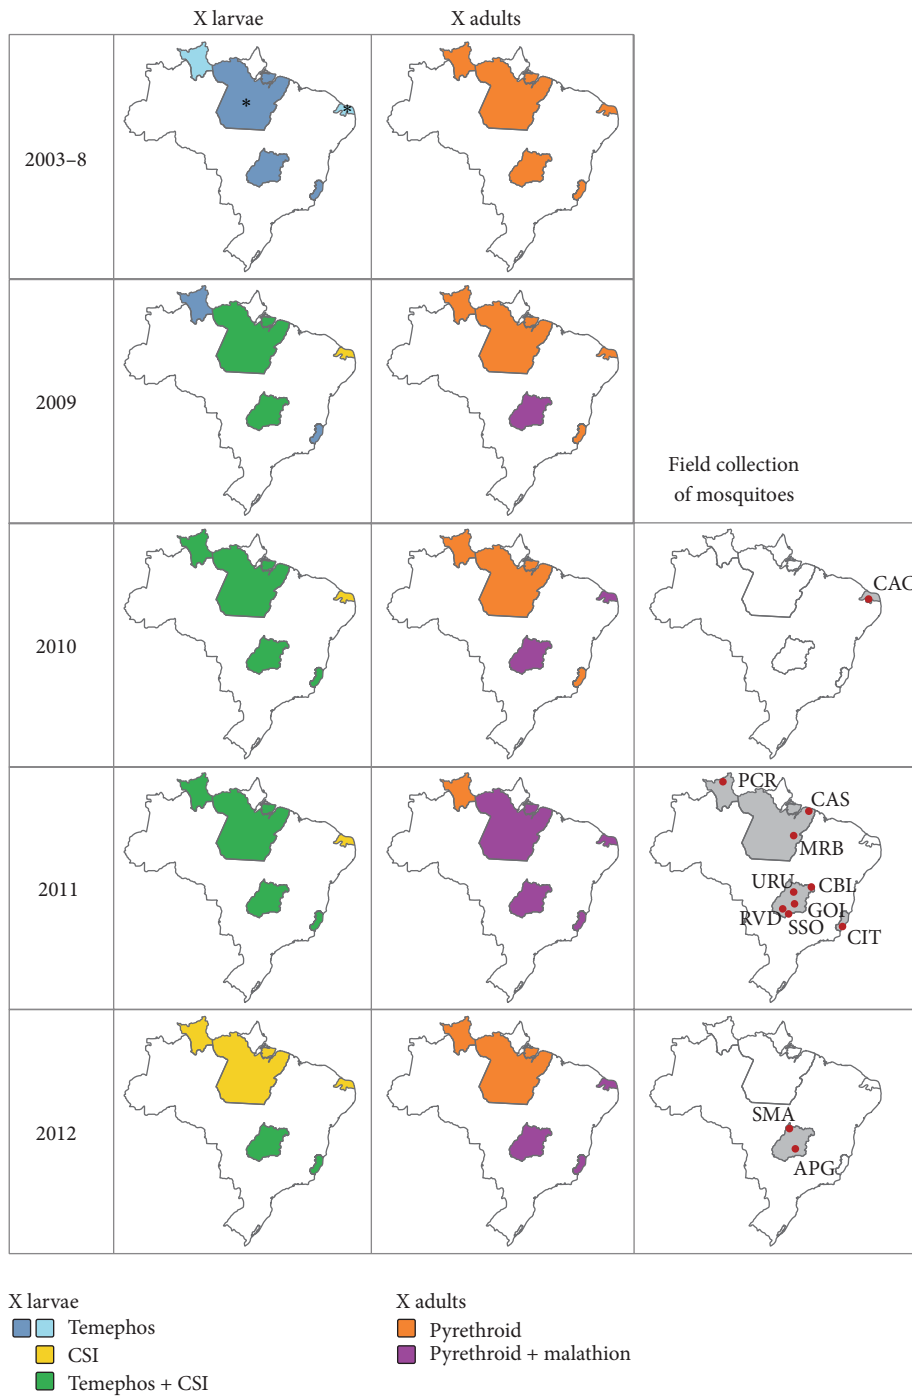 X larvae
X adults
2003–8
*
*
2009
Field collection
of mosquitoes
2010
CAC
2011
PCR
CAS
MRB
URU
CBL
RVD
GOI
SSO
CIT
2012
SMA
APG
X larvae
Temephos
CSI
Temephos + CSI
X adults
Pyrethroid
Pyrethroid + malathion